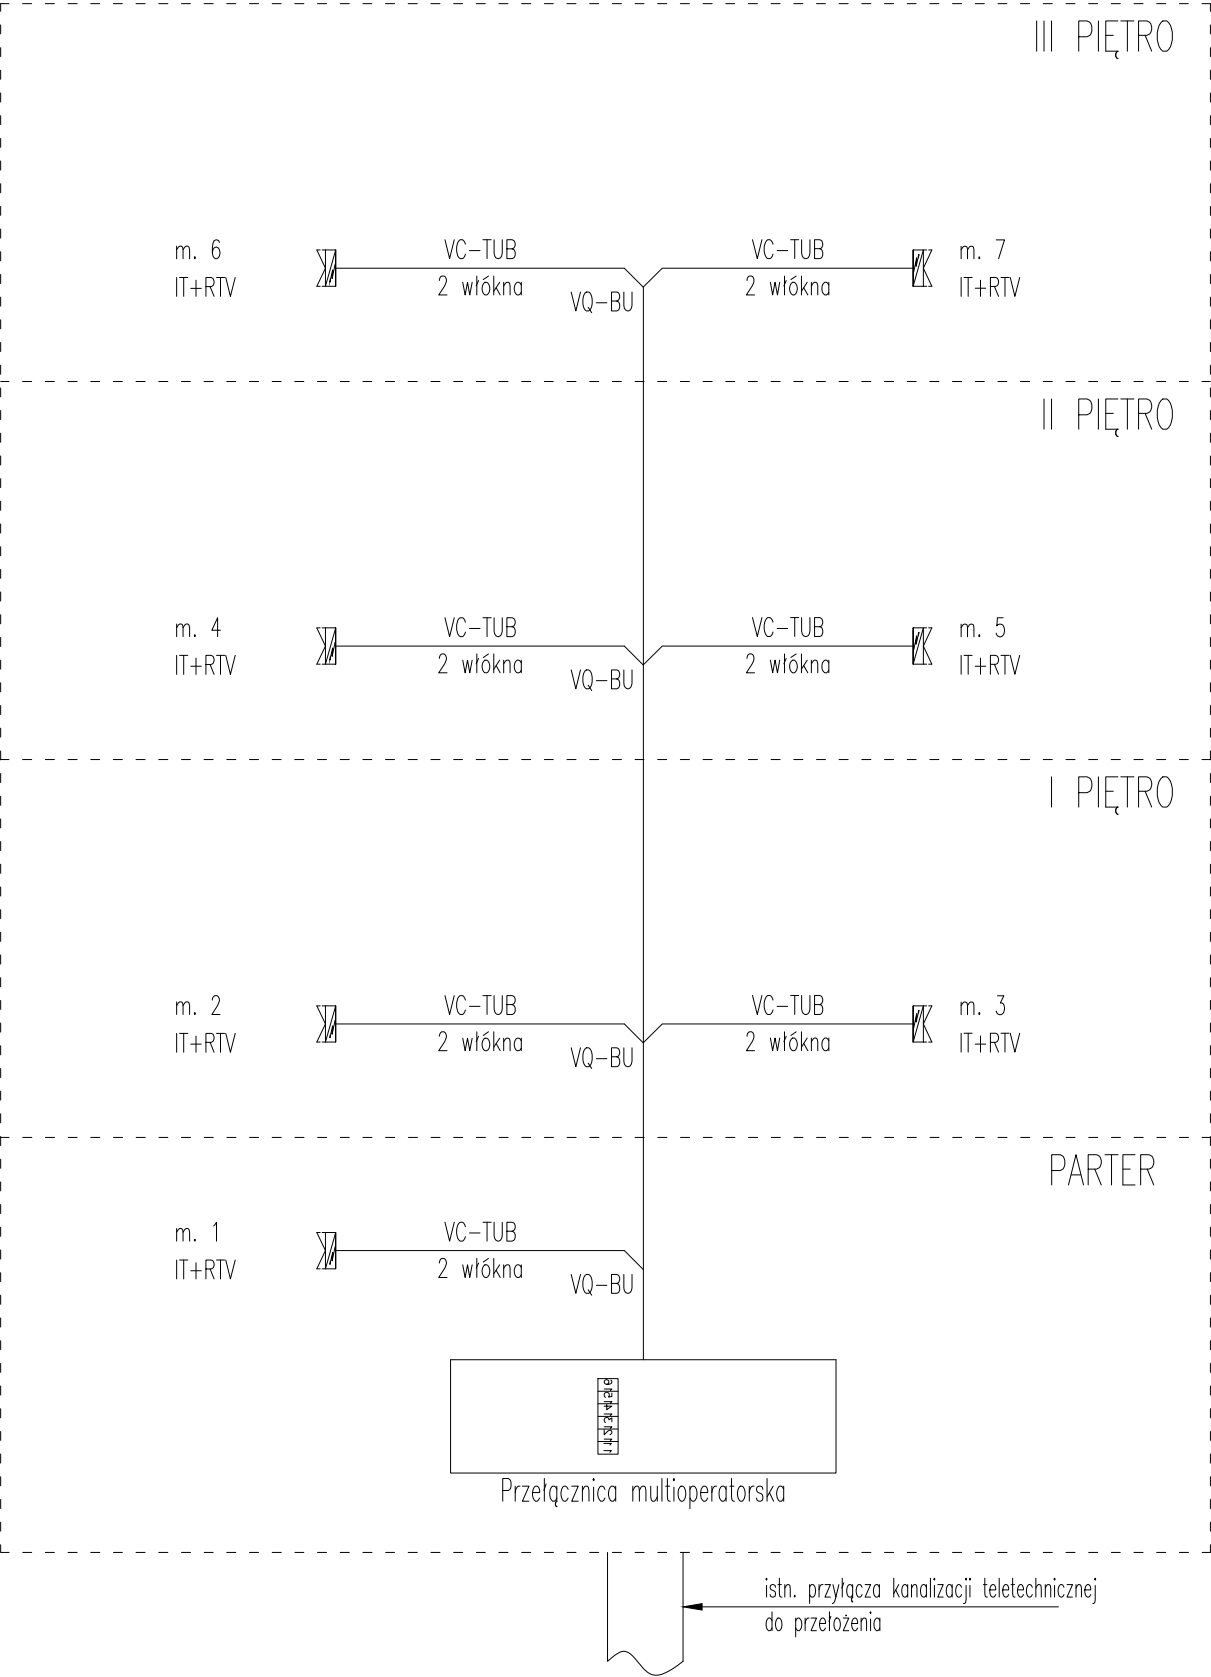 III PIĘTRO
m. 6
VC-TUB
VC-TUB
m. 7
IT+RTV
2 włókna
VQ-BU
2 włókna
IT+RTV
II PIĘTRO
m. 4
VC-TUB
VC-TUB
m. 5
IT+RTV
2 włókna
VQ-BU
2 włókna
IT+RTV
I PIĘTRO
m. 2
VC-TUB
VC-TUB
m. 3
IT+RTV
2 włókna
VQ-BU
2 włókna
IT+RTV
PARTER
m. 1
VC-TUB
IT+RTV
2 włókna
VQ-BU
Przełącznica multioperatorska
istn. przyłącza kanalizacji teletechnicznej
do przełożenia